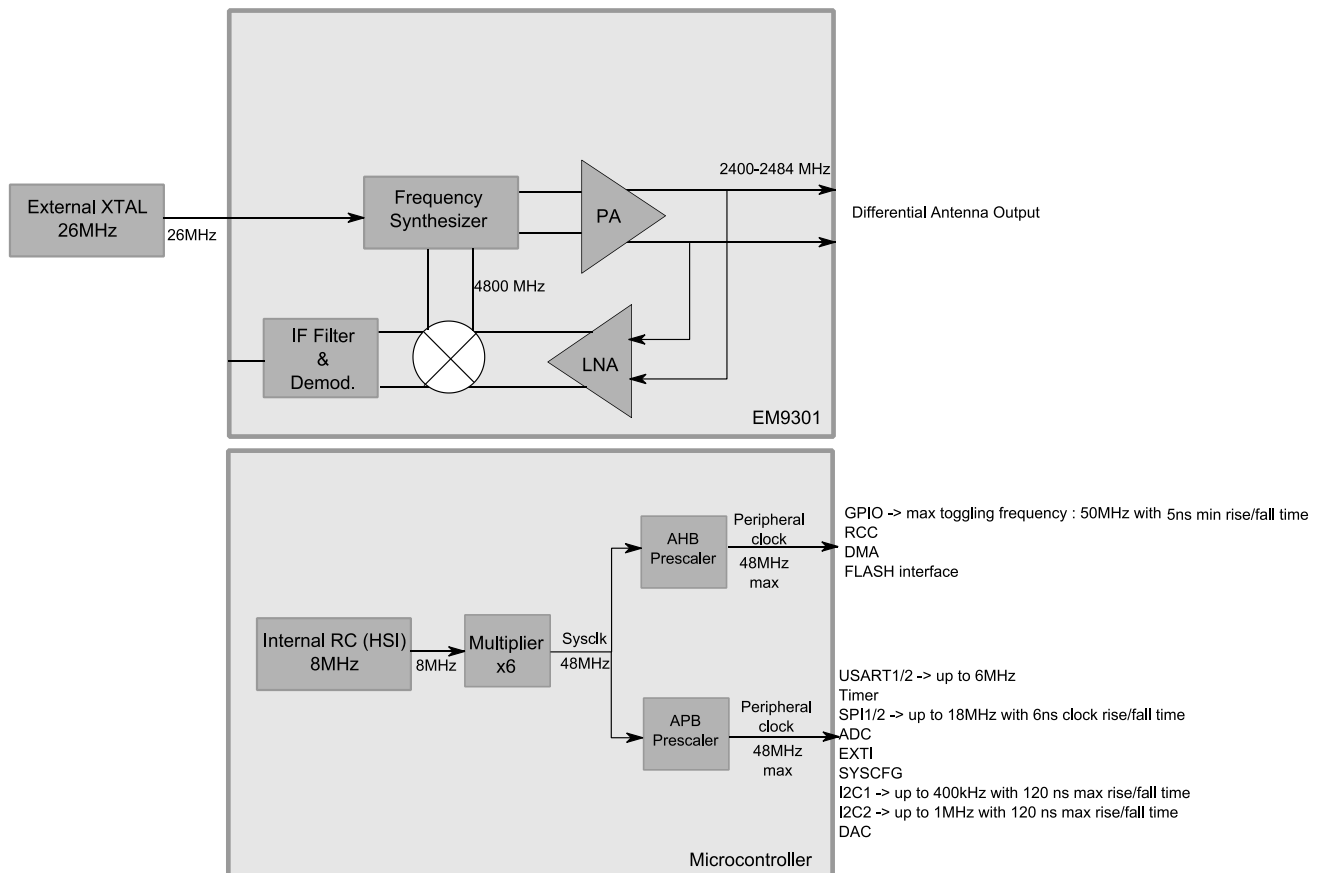 External XTAL
26MHz
26MHz
Frequency
Synthesizer
PA
2400-2484 MHz
Differential Antenna Output
4800 MHz
IF Filter
&
Demod.
LNA
EM9301
Internal RC (HSI)
8MHz
8MHz
Multiplier
x6
Sysclk
48MHz
AHB
Prescaler
Peripheral
clock
48MHz
max
GPIO -> max toggling frequency : 50MHz with 5ns min rise/fall time
RCC
DMA
FLASH interface
APB
Prescaler
Peripheral
clock
48MHz
max
USART1/2 -> up to 6MHz
Timer
SPI1/2 -> up to 18MHz with 6ns clock rise/fall time
ADC
EXTI
SYSCFG
I2C1 -> up to 400kHz with 120 ns max rise/fall time
I2C2 -> up to 1MHz with 120 ns max rise/fall time
DAC
Microcontroller